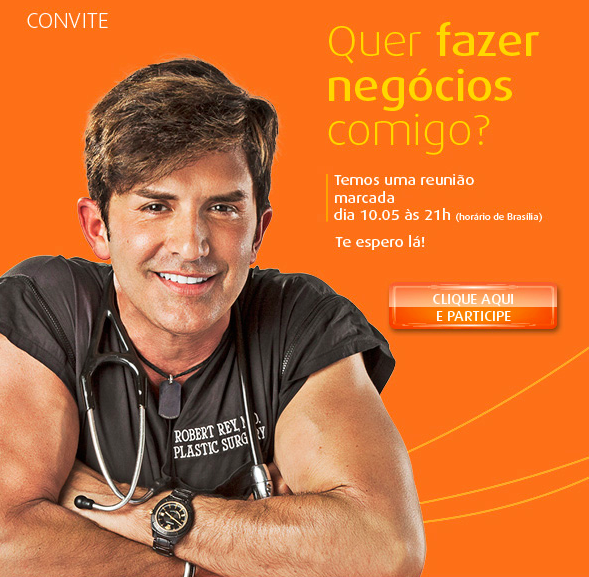 CONVITE
Quer fazer
negócios
comigo?
Temos uma reunião
marcada
dia 10.05 às 21h (horário de Brasília)
Te espero lá!
CLIQUE AQUI
E PARTICIPE
ROBERT REY, M.D.
PLASTIC SURGERY